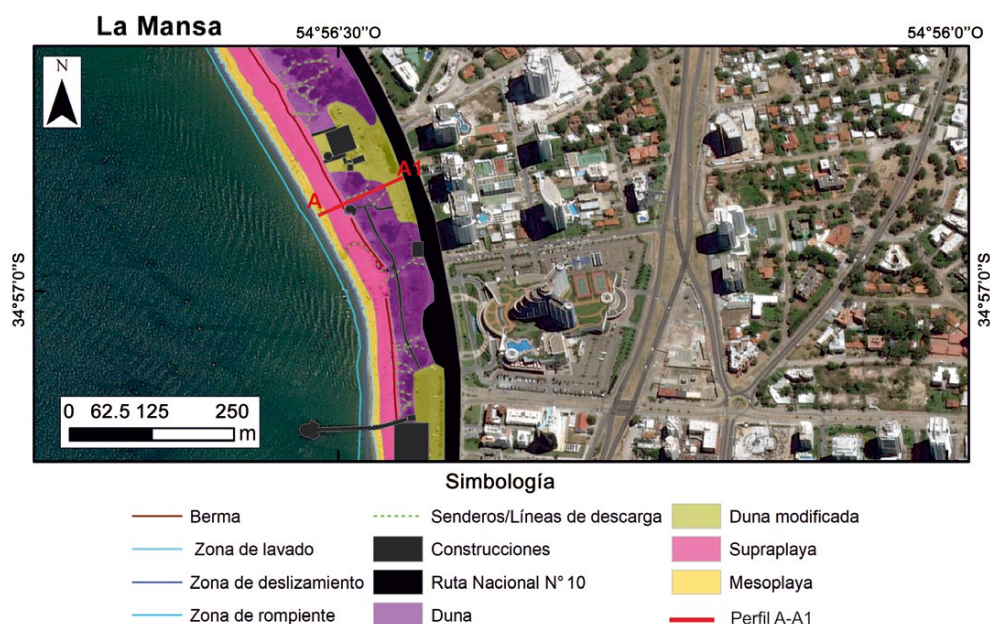 La Mansa
54°56'30''O
54°56'0''O
N
A1
A
34°57'0''S
34°57'0''S
0 62.5 125 250
m
Simbología
Berma
Zona de lavado
Zona de deslizamiento
Zona de rompiente
Senderos/Líneas de descarga
Construcciones
Ruta Nacional N° 10
Duna
Duna modificada
Supraplaya
Mesoplaya
Perfil A-A1